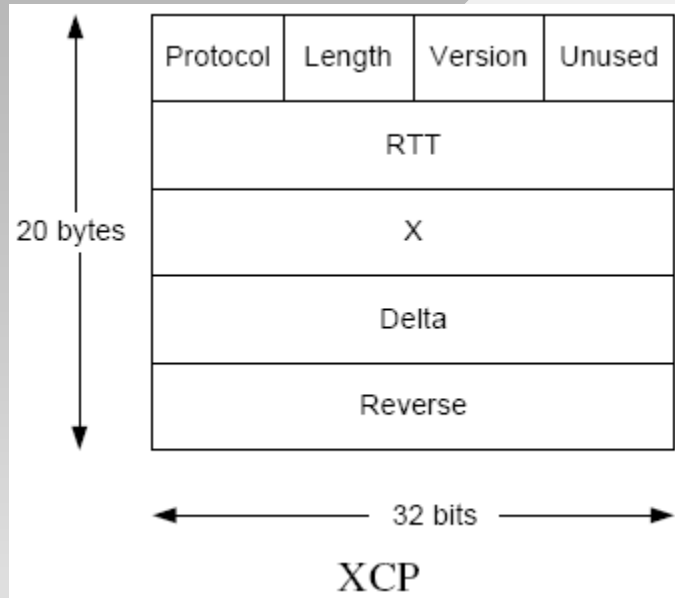 Protocol Length Version Unused
RTT
20 bytes X
Delta
Reverse
32 bits
XCP